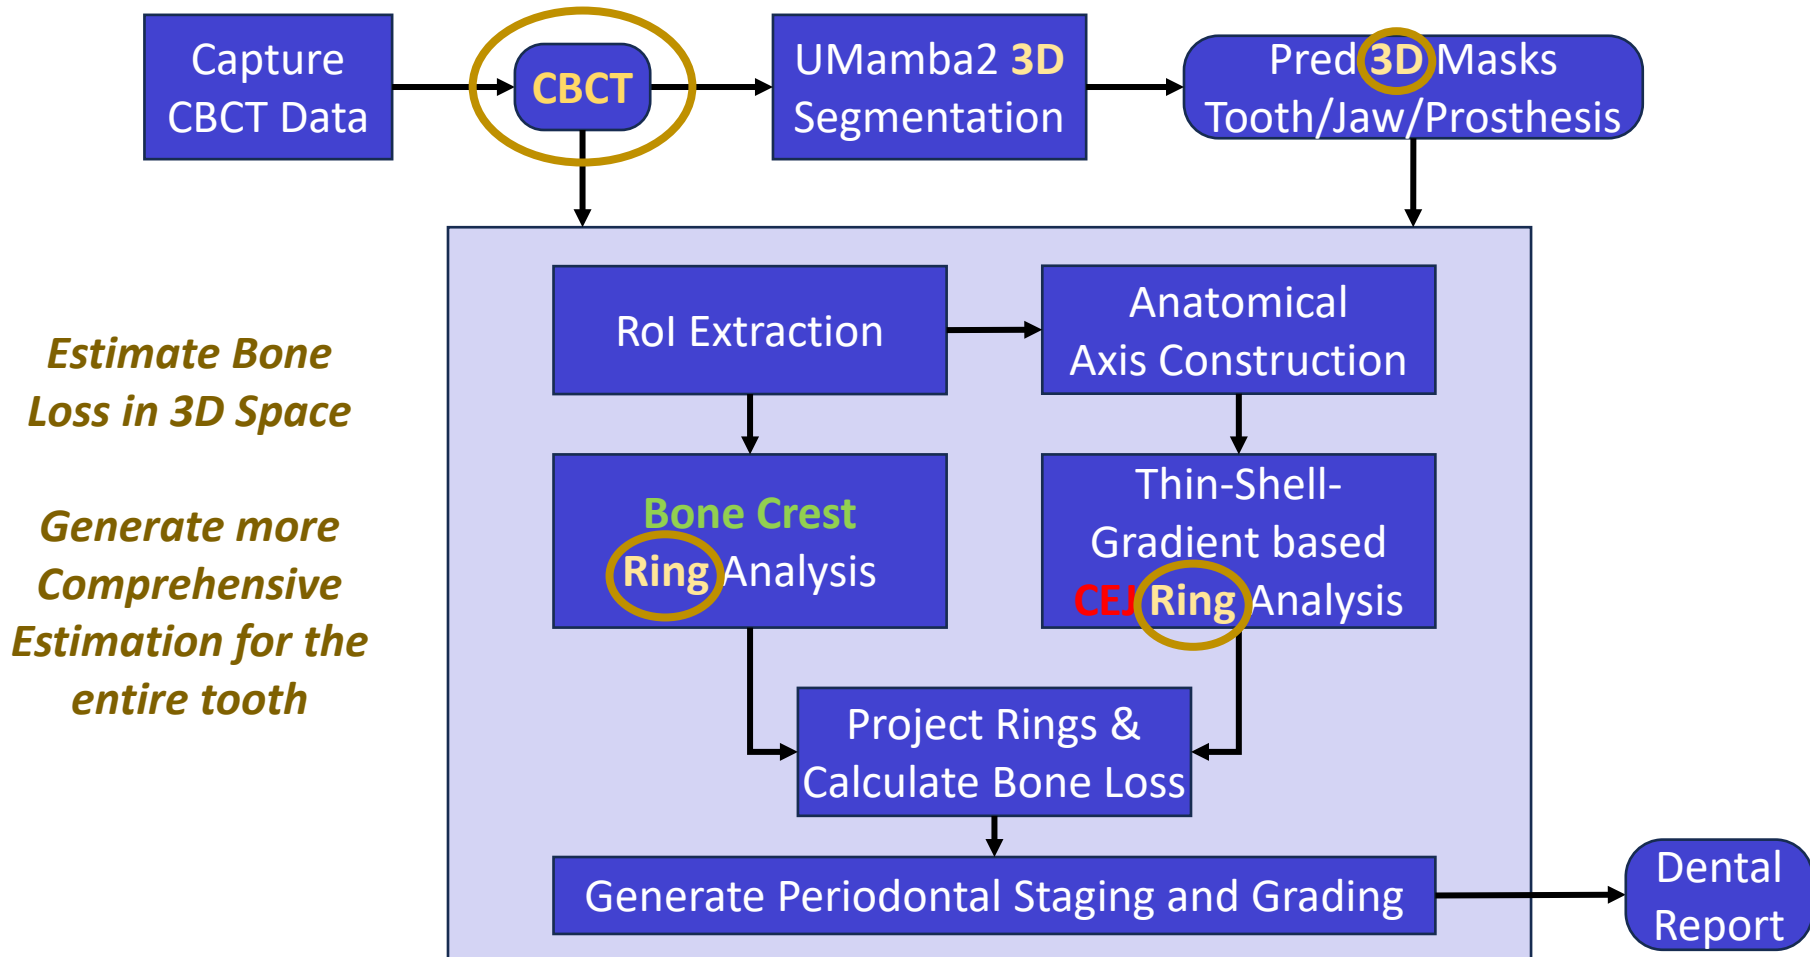 Capture
CBCT Data
CBCT
UMamba2 3D
Segmentation
Pred 3D Masks
Tooth/Jaw/Prosthesis
Estimate Bone
Loss in 3D Space
Generate more
Comprehensive
Estimation for the
entire tooth
RoI Extraction
Anatomical
Axis Construction
Bone Crest
Ring Analysis
Thin-Shell-
Gradient based
CEJ Ring Analysis
Project Rings &
Calculate Bone Loss
Generate Periodontal Staging and Grading
Dental
Report